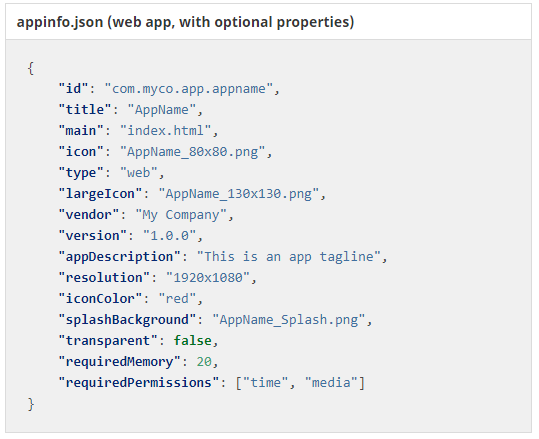 appinfo.json (web app, with optional properties)
{
    "id": "com.myco.app.appname",
    "title": "AppName",
    "main": "index.html",
    "icon": "AppName_80x80.png",
    "type": "web",
    "largeIcon": "AppName_130x130.png",
    "vendor": "My Company",
    "version": "1.0.0",
    "appDescription": "This is an app tagline",
    "resolution": "1920x1080",
    "iconColor": "red",
    "splashBackground": "AppName_Splash.png",
    "transparent": false,
    "requiredMemory": 20,
    "requiredPermissions": ["time", "media"]
}